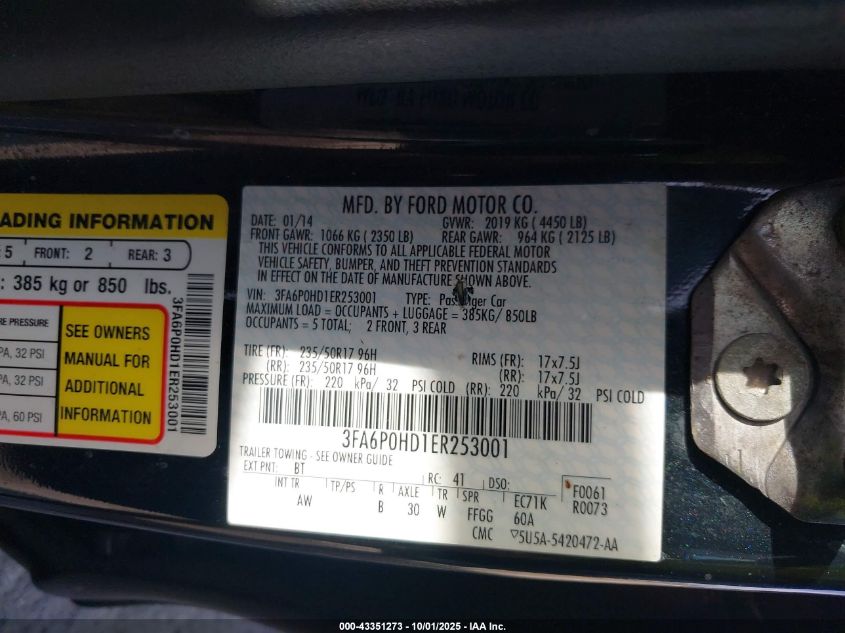 ADING INFORMATION
5 FRONT: 2 REAR: 3
: 385 kg or 850 lbs.
E PRESSURE
PA, 32 PSI
PA, 32 PSI
PA, 60 PSI
SEE OWNERS
MANUAL FOR
ADDITIONAL
INFORMATION
3FA6P0HD1ER253001
MFD. BY FORD MOTOR CO.
DATE: 01/14 GVWR: 2019 KG ( 4450 LB)
FRONT GAWR: 1066 KG ( 2350 LB) REAR GAWR: 964 KG ( 2125 LB)
THIS VEHICLE CONFORMS TO ALL APPLICABLE FEDERAL MOTOR
VEHICLE SAFETY, BUMPER, AND THEFT PREVENTION STANDARDS
IN EFFECT ON THE DATE OF MANUFACTURE SHOWN ABOVE.
VIN: 3FA6P0HD1ER253001 TYPE: Passenger Car
MAXIMUM LOAD = OCCUPANTS + LUGGAGE = 385KG/ 850LB
OCCUPANTS = 5 TOTAL; 2 FRONT, 3 REAR
TIRE (FR): 235/50R17 96H RIMS (FR): 17x7.5J
(RR): 235/50R17 96H (RR): 17x7.5J
PRESSURE (FR): 220 kPa/ 32 PSI COLD (RR): 220 kPa/ 32 PSI COLD
3FA6P0HD1ER253001
TRAILER TOWING - SEE OWNER GUIDE
EXT PNT: BT RC: 41 DSO: F0061
INT TR TP/PS R AXLE TR SPR EC71K R0073
AW B 30 W FFGG 60A
CMC ▽5U5A-5420472-AA
000-43351273 - 10/01/2025 - IAA Inc.